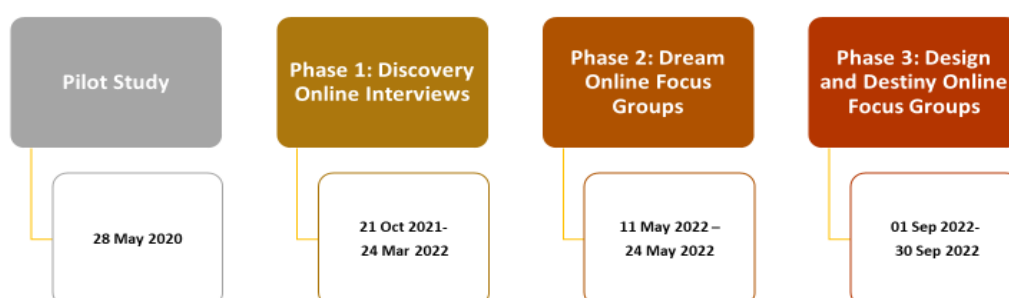 Pilot Study
28 May 2020
Phase 1: Discovery
Online Interviews
21 Oct 2021-
24 Mar 2022
Phase 2: Dream
Online Focus
Groups
11 May 2022 –
24 May 2022
Phase 3: Design
and Destiny Online
Focus Groups
01 Sep 2022-
30 Sep 2022